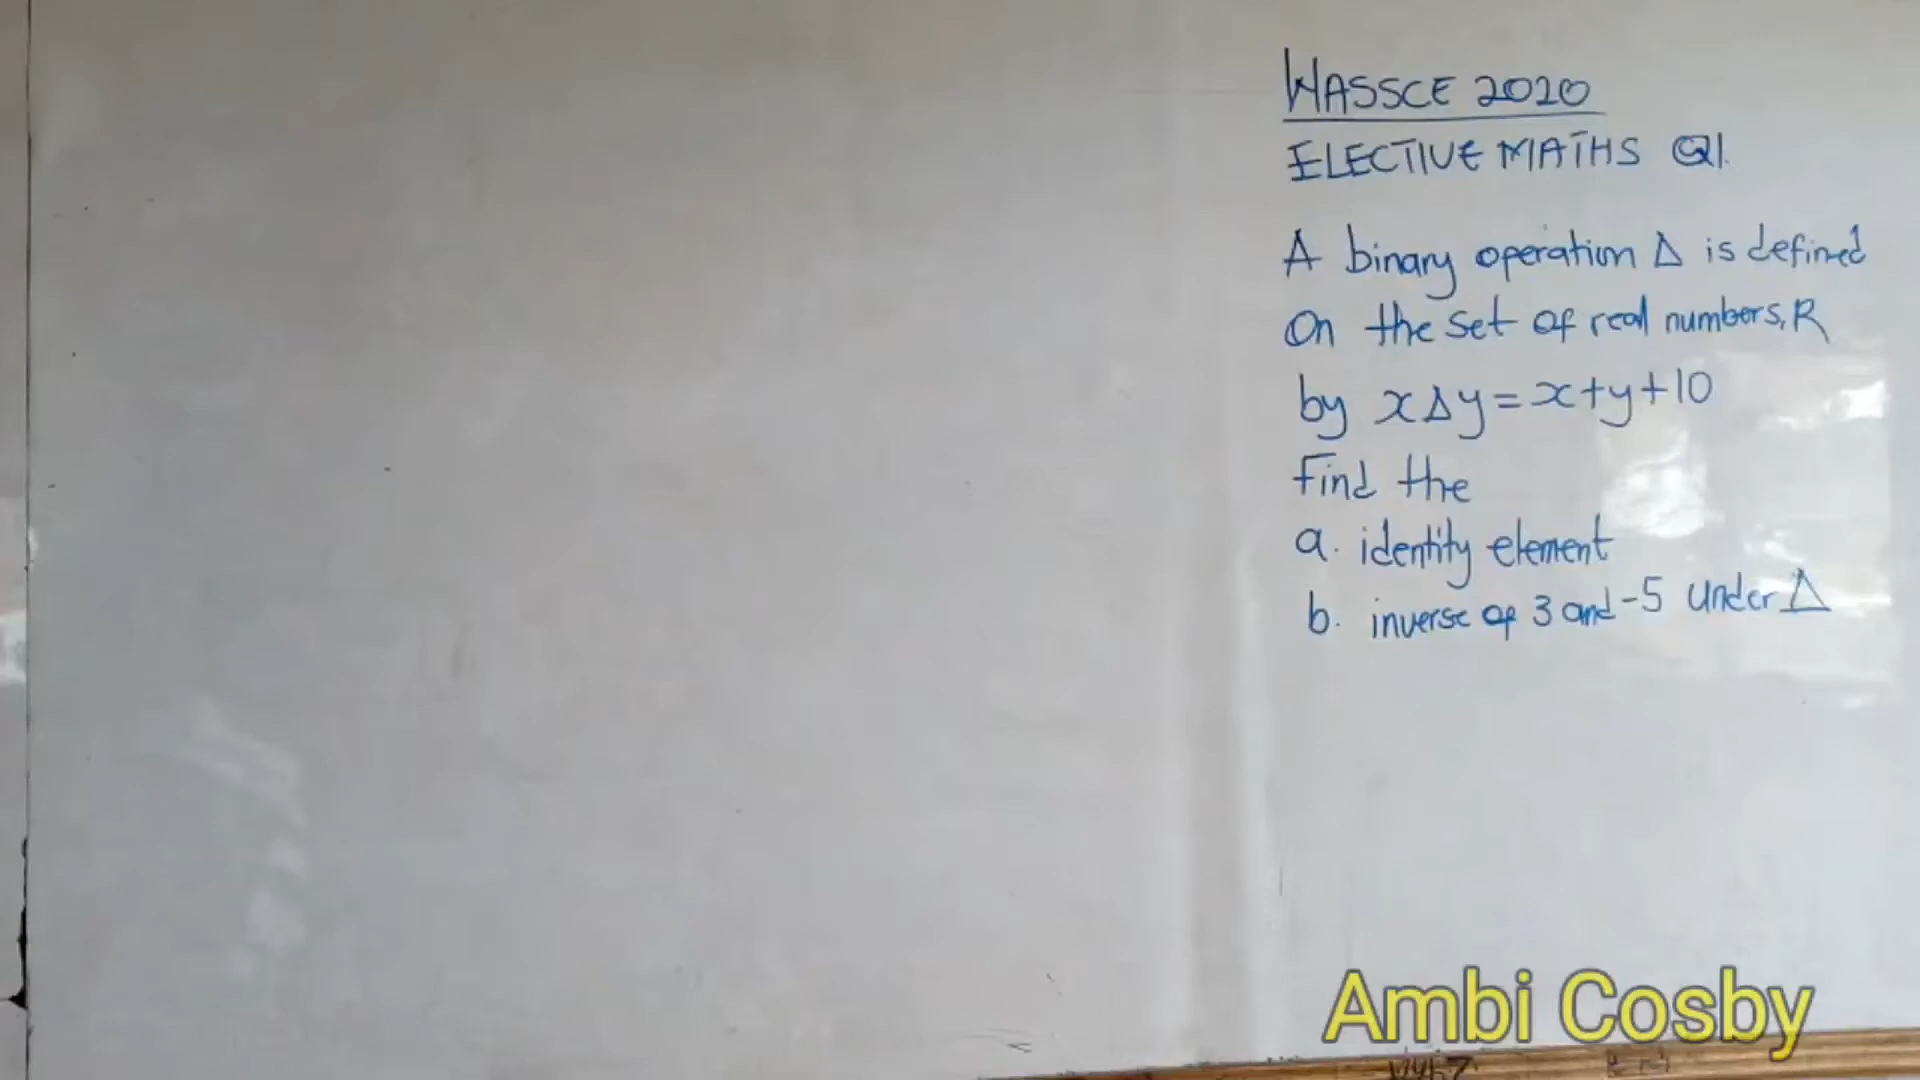 WASSCE 2020
ELECTIVE MATHS Q1.
A binary operation Δ is defined
On the set of real numbers, R
by x Δ y = x + y + 10
Find the
a. identity element
b. inverse of 3 and -5 under Δ
Ambi Cosby